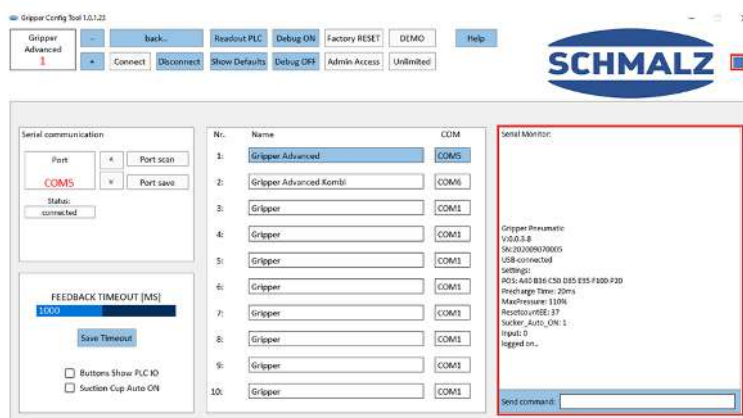 Gripper Config Tool 1.0.1.23
Gripper Advanced 1
- back.. Readout PLC Debug ON Factory RESET DEMO Help
+ Connect Disconnect Show Defaults Debug OFF Admin Access Unlimited
SCHMALZ
Serial communication
Port < Port scan
COM5 Port save
Status:
connected
FEEDBACK TIMEOUT [MS]
1000
Save Timeout
Buttons Show PLC IO
Suction Cup Auto ON
Nr. Name COM
1: Gripper Advanced COM5
2: Gripper Advanced Kombi COM6
3: Gripper COM1
4: Gripper COM1
5: Gripper COM1
6: Gripper COM1
7: Gripper COM1
8: Gripper COM1
9: Gripper COM1
10: Gripper COM1
Serial Monitor:
Gripper Pneumatic
V:0.0.3.8
SN:202009070005
USB-connected
Settings:
POS: A40 B36 C50 D85 E95 F100 P20
Precharge Time: 20ms
MaxPressure: 110%
ResetcountEE: 37
Sucker_Auto_ON: 1
Input: 0
logged on..
Send command: